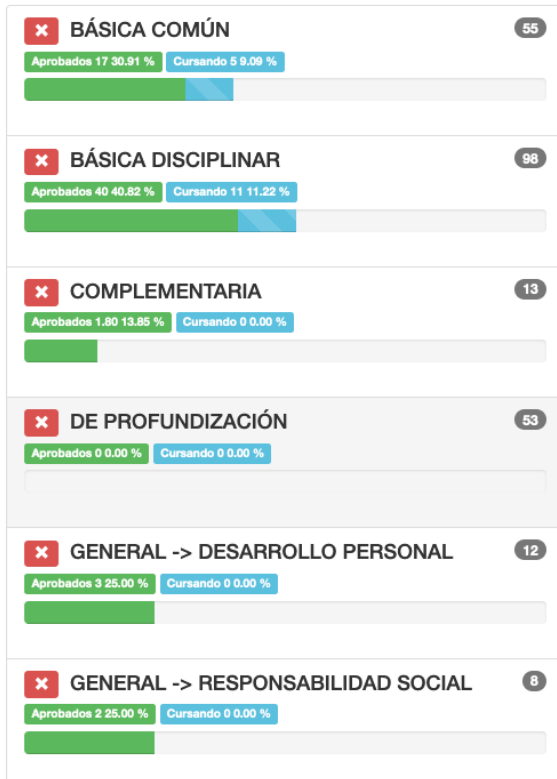 BÁSICA COMÚN 55
Aprobados 17 30.91 % Cursando 5 9.09 %
BÁSICA DISCIPLINAR 98
Aprobados 40 40.82 % Cursando 11 11.22 %
COMPLEMENTARIA 13
Aprobados 1.80 13.85 % Cursando 0 0.00 %
DE PROFUNDIZACIÓN 53
Aprobados 0 0.00 % Cursando 0 0.00 %
GENERAL -> DESARROLLO PERSONAL 12
Aprobados 3 25.00 % Cursando 0 0.00 %
GENERAL -> RESPONSABILIDAD SOCIAL 8
Aprobados 2 25.00 % Cursando 0 0.00 %